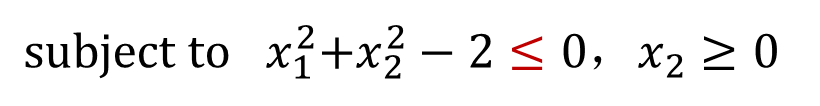 subject to x₁²+x₂² − 2 ≤ 0，x₂ ≥ 0